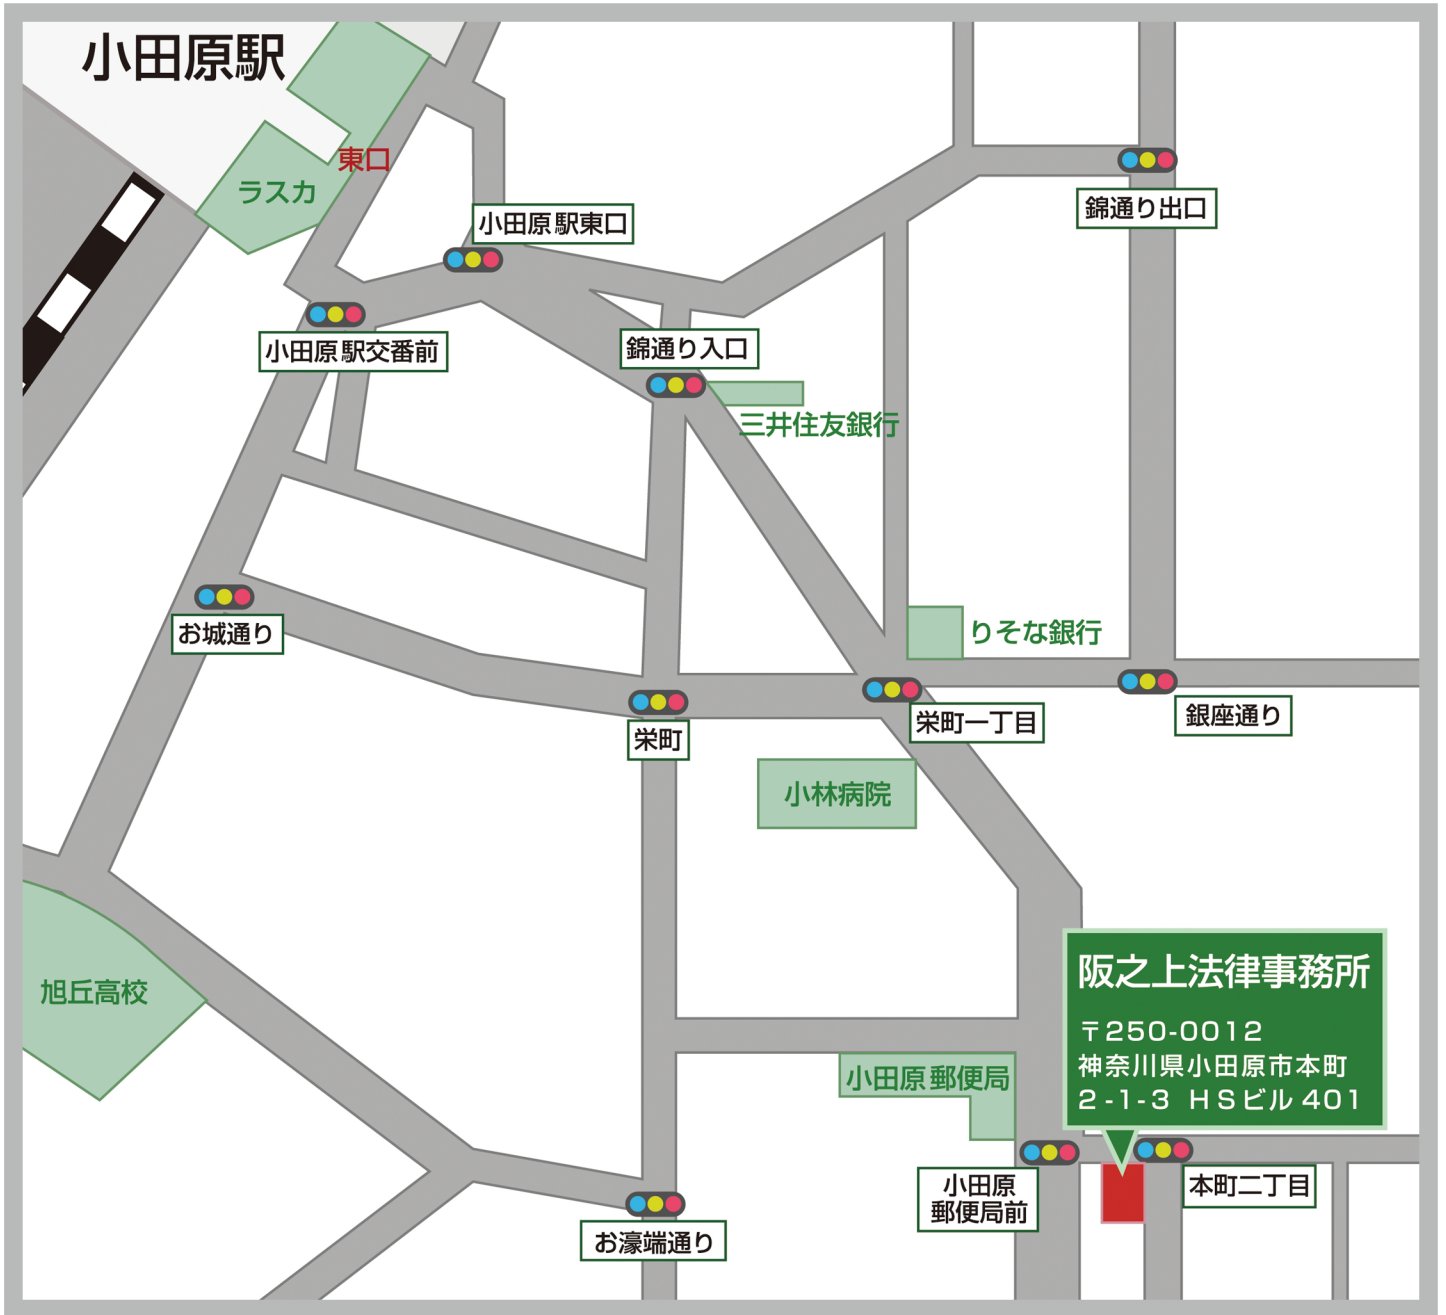 小田原駅
東口
ラスカ
小田原駅東口
錦通り出口
小田原駅交番前
錦通り入口
三井住友銀行
お城通り
りそな銀行
栄町
栄町一丁目
銀座通り
小林病院
旭丘高校
阪之上法律事務所
〒250-0012
神奈川県小田原市本町
2-1-3 HSビル401
小田原郵便局
小田原
郵便局前
本町二丁目
お濠端通り